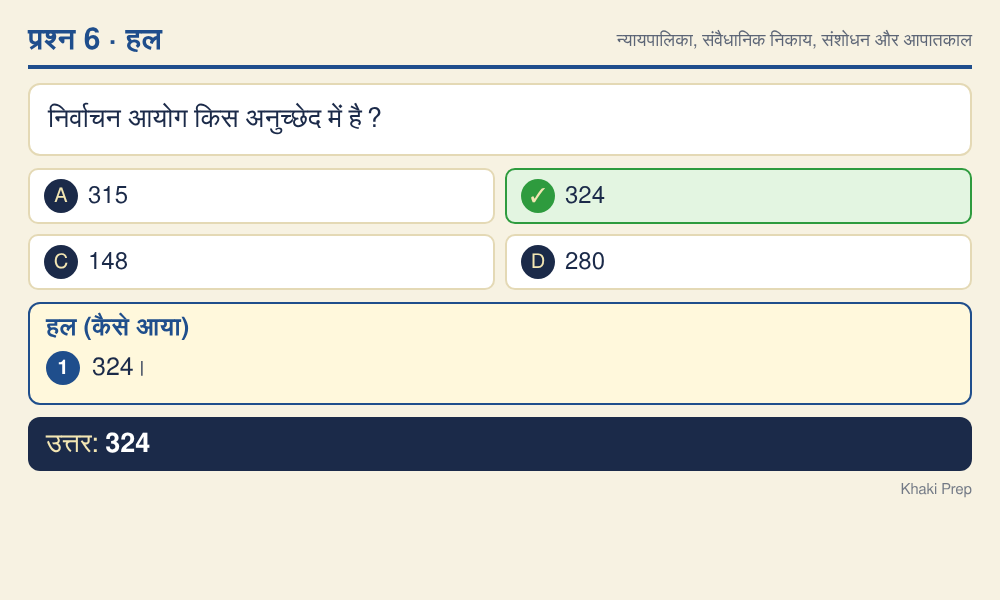 प्रश्न 6 · हल
न्यायपालिका, संवैधानिक निकाय, संशोधन और आपातकाल
निर्वाचन आयोग किस अनुच्छेद में है ?
A 315
✓ 324
C 148
D 280
हल (कैसे आया)
1 324।
उत्तर: 324
Khaki Prep